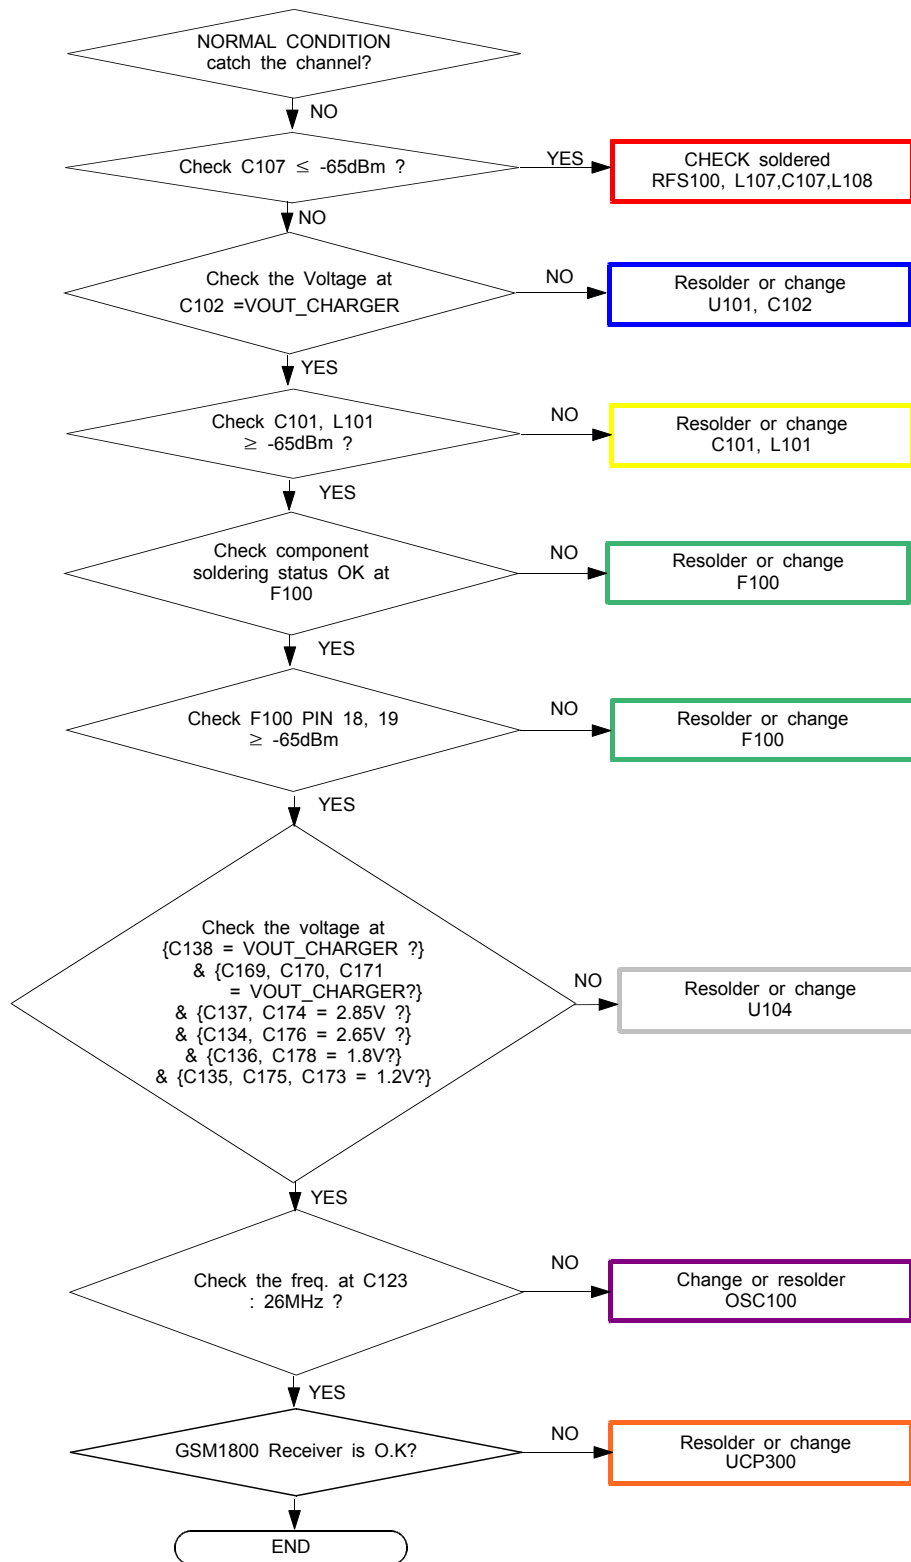 NORMAL CONDITION
catch the channel?
NO
Check C107 ≤ -65dBm ?
YES
CHECK soldered
RFS100, L107,C107,L108
NO
Check the Voltage at
C102 =VOUT_CHARGER
NO
Resolder or change
U101, C102
YES
Check C101, L101
≥ -65dBm ?
NO
Resolder or change
C101, L101
YES
Check component
soldering status OK at
F100
NO
Resolder or change
F100
YES
Check F100 PIN 18, 19
≥ -65dBm
NO
Resolder or change
F100
YES
Check the voltage at
{C138 = VOUT_CHARGER ?}
& {C169, C170, C171
= VOUT_CHARGER?}
& {C137, C174 = 2.85V ?}
& {C134, C176 = 2.65V ?}
& {C136, C178 = 1.8V?}
& {C135, C175, C173 = 1.2V?}
NO
Resolder or change
U104
YES
Check the freq. at C123
: 26MHz ?
NO
Change or resolder
OSC100
YES
GSM1800 Receiver is O.K?
NO
Resolder or change
UCP300
END